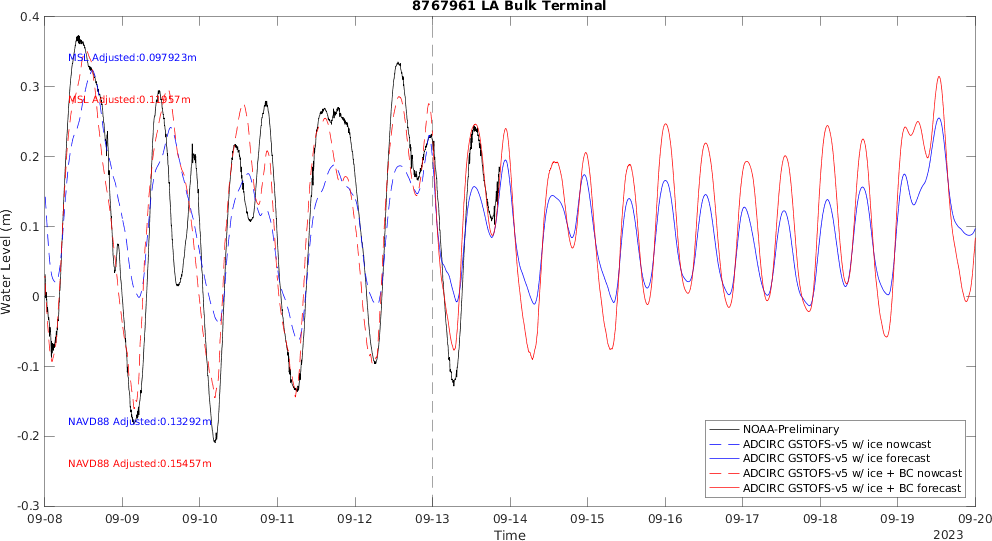 8767961 LA Bulk Terminal
0.4
0.3
0.2
0.1
0
-0.1
-0.2
-0.3
Water Level (m)
MSL Adjusted:0.097923m
MSL Adjusted:0.11957m
NAVD88 Adjusted:0.13292m
NAVD88 Adjusted:0.15457m
NOAA-Preliminary
ADCIRC GSTOFS-v5 w/ ice nowcast
ADCIRC GSTOFS-v5 w/ ice forecast
ADCIRC GSTOFS-v5 w/ ice + BC nowcast
ADCIRC GSTOFS-v5 w/ ice + BC forecast
09-08 09-09 09-10 09-11 09-12 09-13 09-14 09-15 09-16 09-17 09-18 09-19 09-20
Time
2023